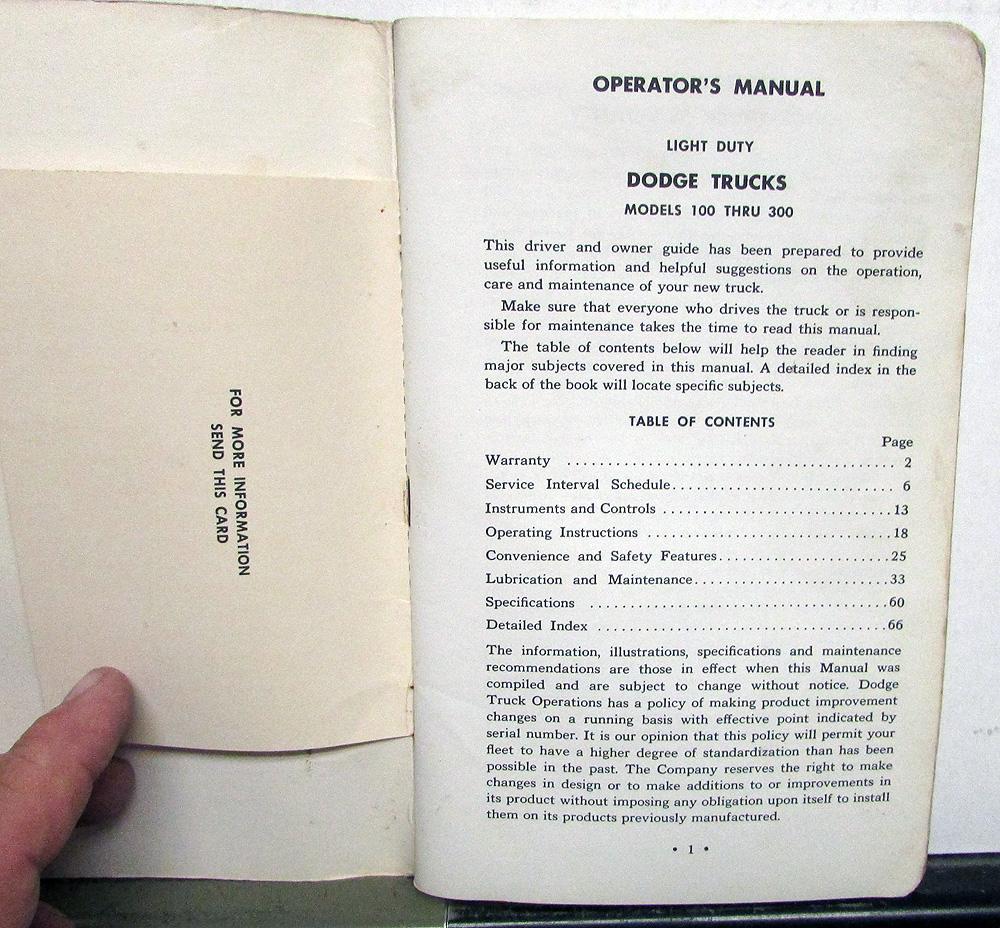 FOR MORE INFORMATION
SEND THIS CARD
OPERATOR'S MANUAL
LIGHT DUTY
DODGE TRUCKS
MODELS 100 THRU 300
This driver and owner guide has been prepared to provide
useful information and helpful suggestions on the operation,
care and maintenance of your new truck.
Make sure that everyone who drives the truck or is respon-
sible for maintenance takes the time to read this manual.
The table of contents below will help the reader in finding
major subjects covered in this manual. A detailed index in the
back of the book will locate specific subjects.
TABLE OF CONTENTS
Page
Warranty ........................................ 2
Service Interval Schedule........................... 6
Instruments and Controls ............................13
Operating Instructions ..............................18
Convenience and Safety Features.....................25
Lubrication and Maintenance........................33
Specifications ....................................60
Detailed Index ...................................66
The information, illustrations, specifications and maintenance
recommendations are those in effect when this Manual was
compiled and are subject to change without notice. Dodge
Truck Operations has a policy of making product improvement
changes on a running basis with effective point indicated by
serial number. It is our opinion that this policy will permit your
fleet to have a higher degree of standardization than has been
possible in the past. The Company reserves the right to make
changes in design or to make additions to or improvements in
its product without imposing any obligation upon itself to install
them on its products previously manufactured.
• 1 •